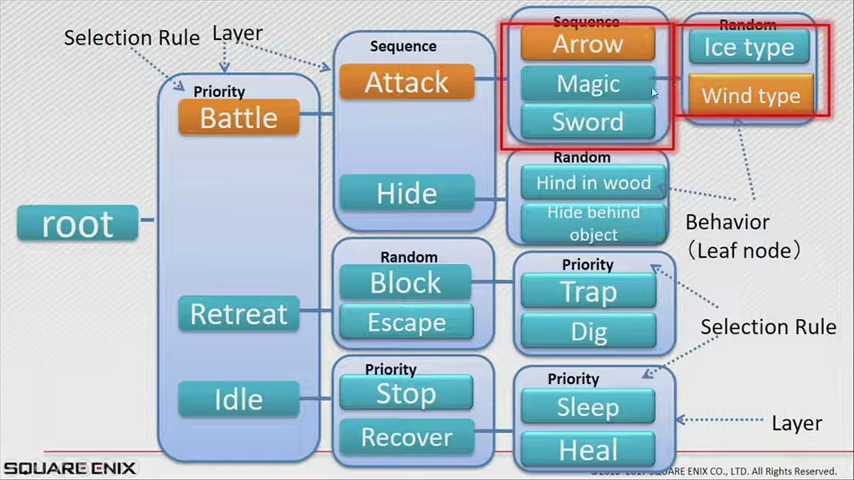 Selection Rule
Layer
Sequence
Sequence
Random
Priority
Battle
Attack
Arrow
Magic
Sword
Ice type
Wind type
Hide
Random
Hind in wood
Hide behind
object
Behavior
(Leaf node)
root
Retreat
Random
Block
Escape
Priority
Trap
Dig
Selection Rule
Idle
Priority
Stop
Recover
Priority
Sleep
Heal
Layer
SQUARE ENIX
©2016-2017 SQUARE ENIX CO., LTD. All Rights Reserved.